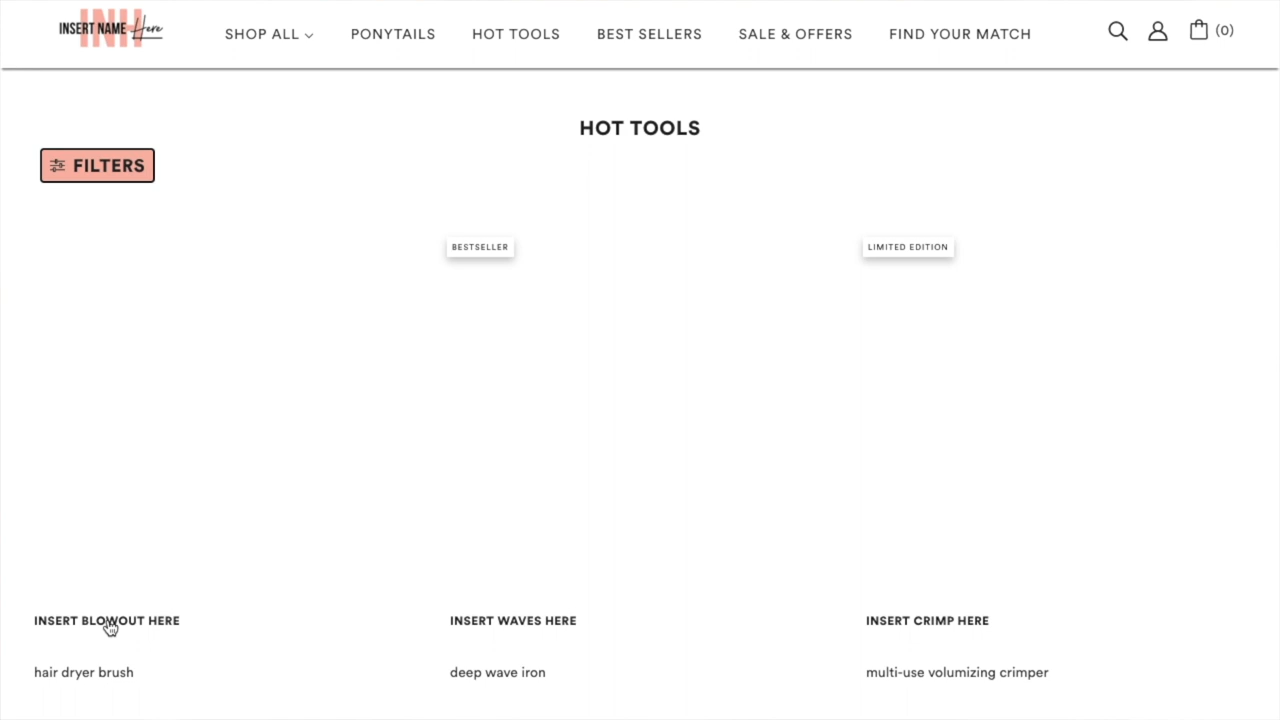 INSERT NAME Here
INH
SHOP ALL
PONYTAILS
HOT TOOLS
BEST SELLERS
SALE & OFFERS
FIND YOUR MATCH
(0)
HOT TOOLS
FILTERS
BESTSELLER
LIMITED EDITION
INSERT BLOWOUT HERE
INSERT WAVES HERE
INSERT CRIMP HERE
hair dryer brush
deep wave iron
multi-use volumizing crimper